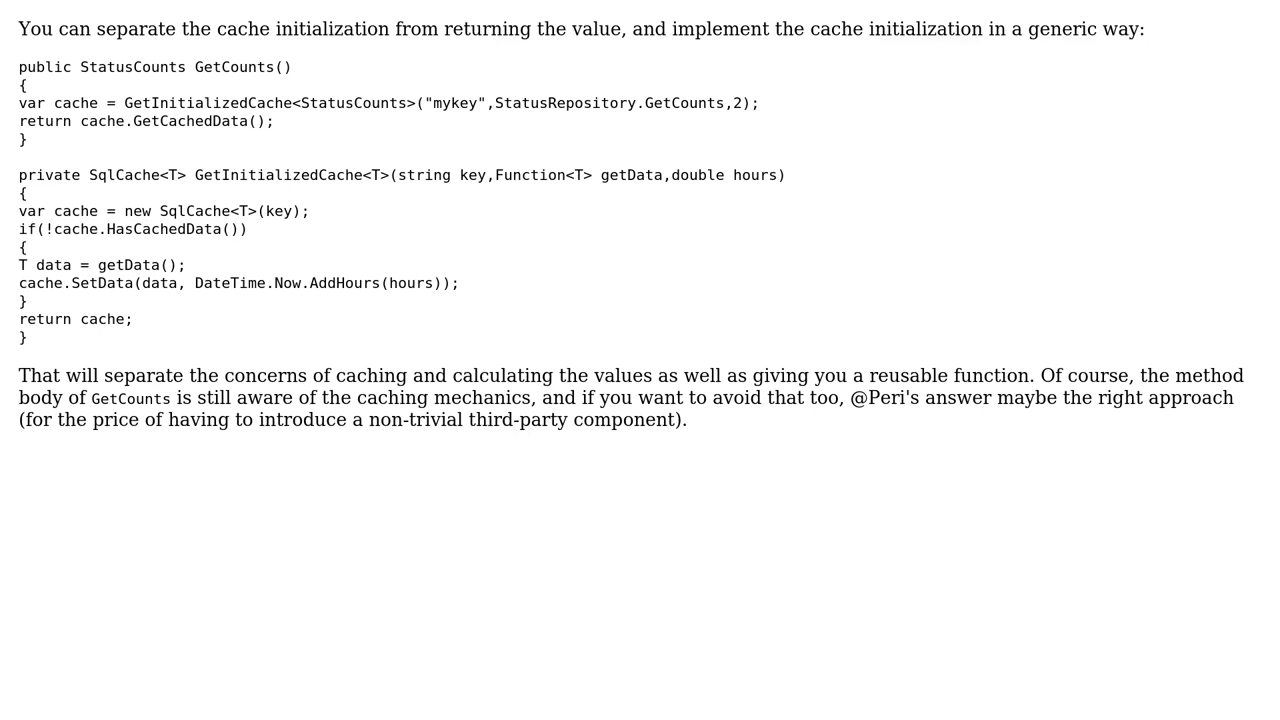 You can separate the cache initialization from returning the value, and implement the cache initialization in a generic way:
public StatusCounts GetCounts()
{
var cache = GetInitializedCache<StatusCounts>("mykey",StatusRepository.GetCounts,2);
return cache.GetCachedData();
}
private SqlCache<T> GetInitializedCache<T>(string key,Function<T> getData,double hours)
{
var cache = new SqlCache<T>(key);
if(!cache.HasCachedData())
{
T data = getData();
cache.SetData(data, DateTime.Now.AddHours(hours));
}
return cache;
}
That will separate the concerns of caching and calculating the values as well as giving you a reusable function. Of course, the method
body of GetCounts is still aware of the caching mechanics, and if you want to avoid that too, @Peri's answer maybe the right approach
(for the price of having to introduce a non-trivial third-party component).